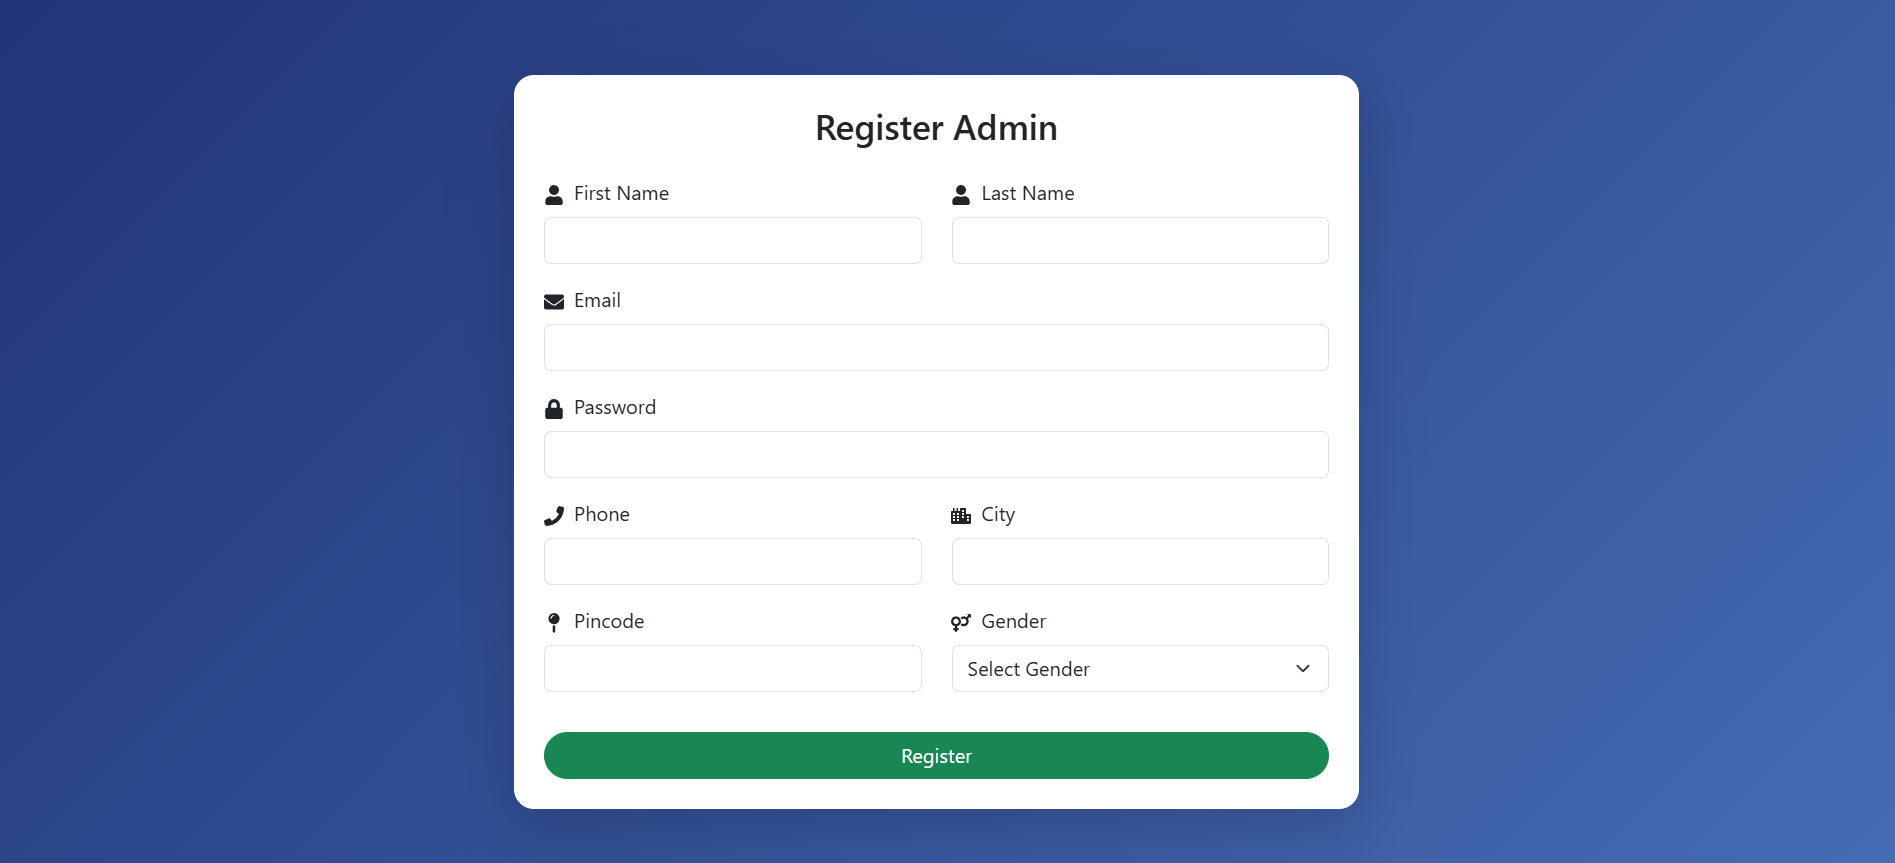 Register Admin
First Name
Last Name
Email
Password
Phone
City
Pincode
Gender
Select Gender
Register